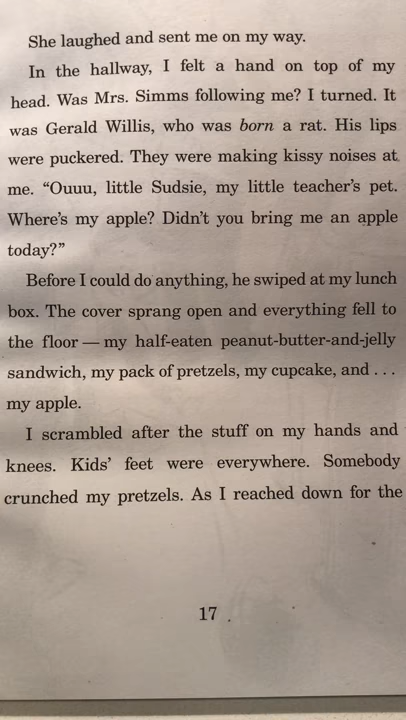 She laughed and sent me on my way.
In the hallway, I felt a hand on top of my
head. Was Mrs. Simms following me? I turned. It
was Gerald Willis, who was born a rat. His lips
were puckered. They were making kissy noises at
me. “Ouuu, little Sudsie, my little teacher’s pet.
Where’s my apple? Didn’t you bring me an apple
today?”
Before I could do anything, he swiped at my lunch
box. The cover sprang open and everything fell to
the floor — my half-eaten peanut-butter-and-jelly
sandwich, my pack of pretzels, my cupcake, and . . .
my apple.
I scrambled after the stuff on my hands and
knees. Kids’ feet were everywhere. Somebody
crunched my pretzels. As I reached down for the
17